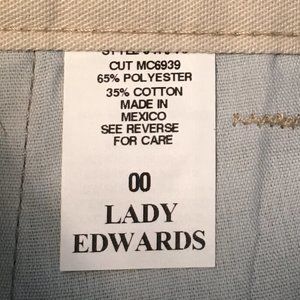 CUT MC6939
65% POLYESTER
35% COTTON
MADE IN
MEXICO
SEE REVERSE
FOR CARE
00
LADY
EDWARDS